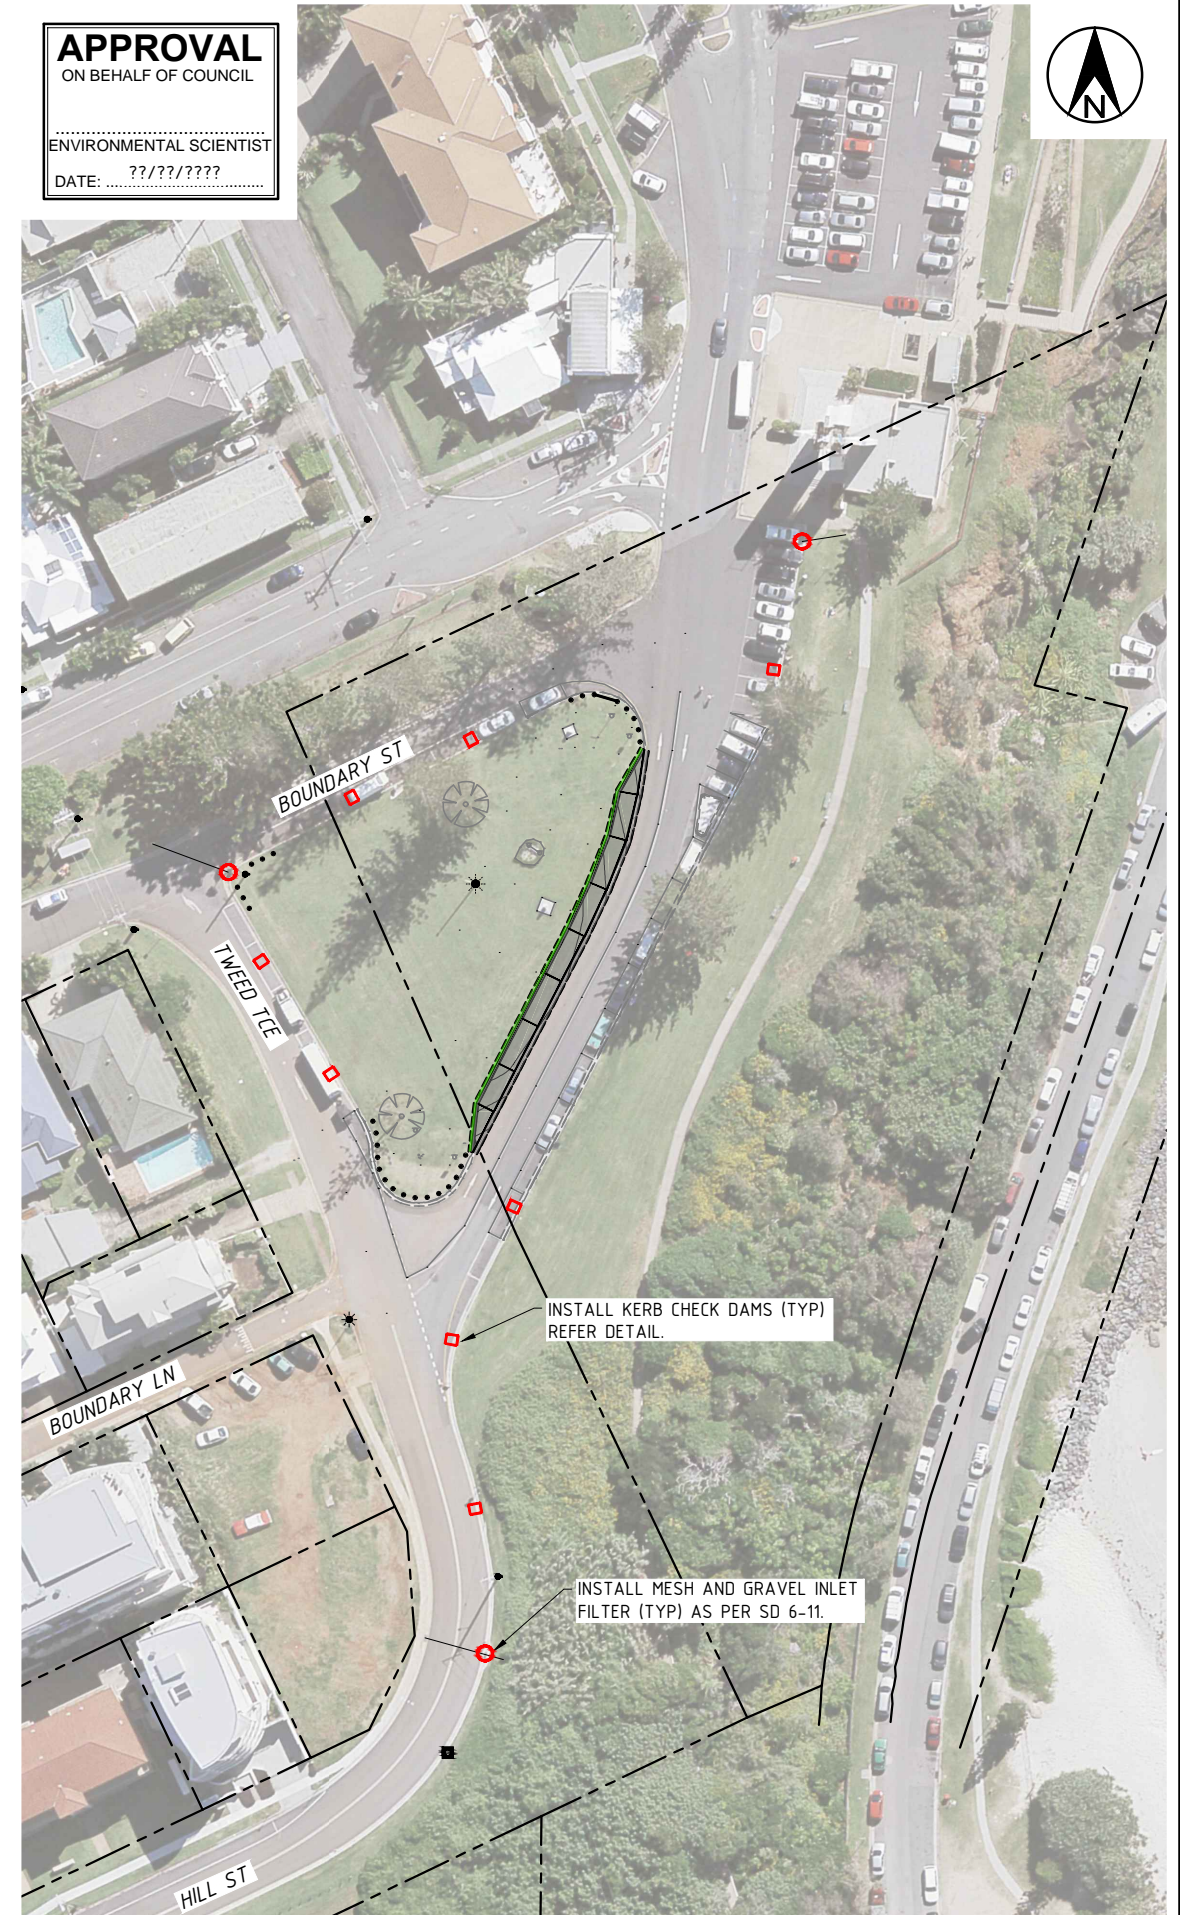 APPROVAL
ON BEHALF OF COUNCIL
ENVIRONMENTAL SCIENTIST
DATE: ??/??/????
N
BOUNDARY ST
TWEED TCE
INSTALL KERB CHECK DAMS (TYP)
REFER DETAIL.
BOUNDARY LN
INSTALL MESH AND GRAVEL INLET
FILTER (TYP) AS PER SD 6-11.
HILL ST